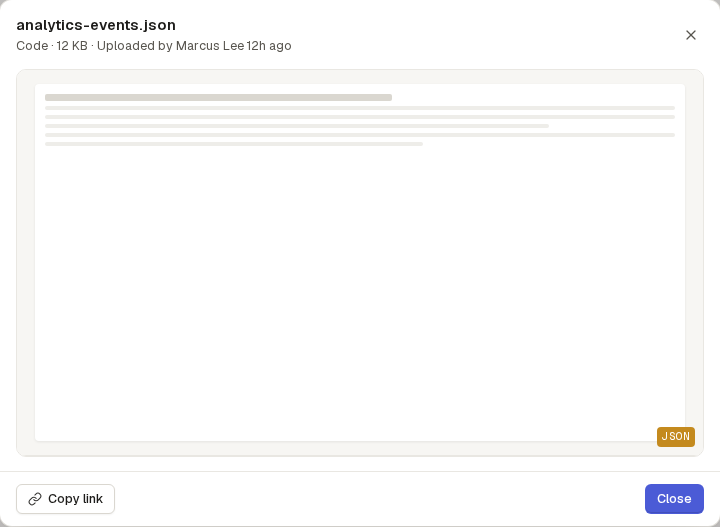 analytics-events.json
Code · 12 KB · Uploaded by Marcus Lee 12h ago
JSON
Copy link
Close